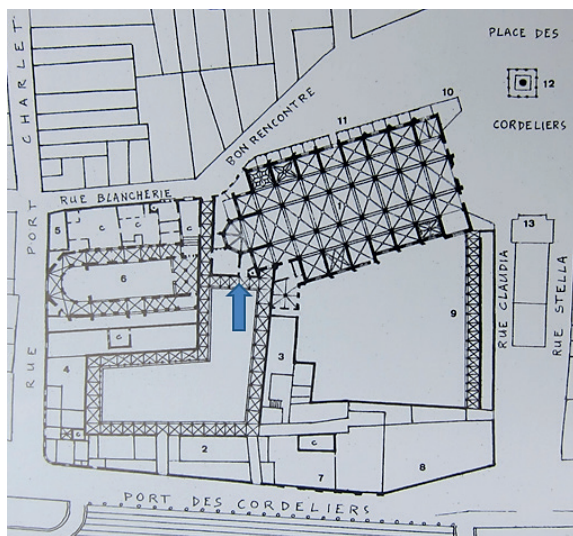 PLACE DES
CORDELIERS
12
10
11
BON RENCONTRE
RUE PORT CHARLET
RUE BLANCHERIE
1
5
C
C
C
C
6
13
RUE CLAUDIA
RUE STELLA
9
C
4
3
C
2
C
7
8
PORT DES CORDELIERS